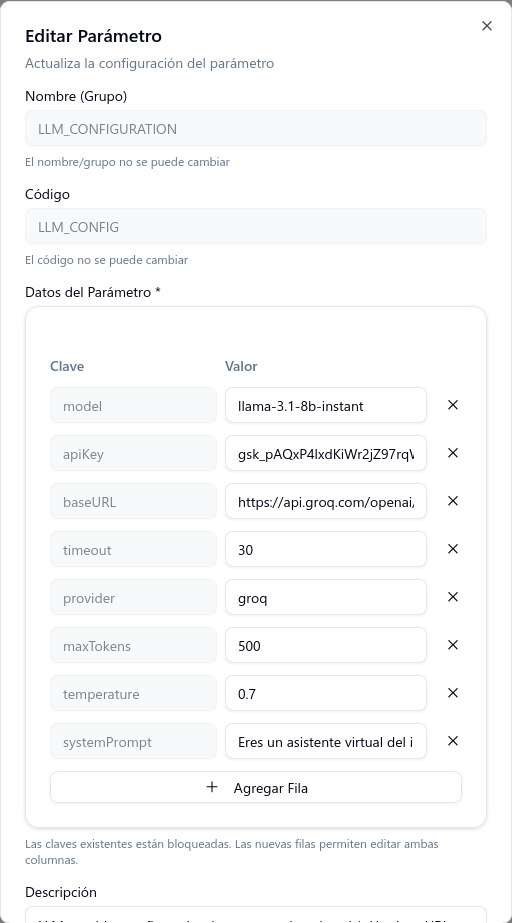 Editar Parámetro
Actualiza la configuración del parámetro
Nombre (Grupo)
LLM_CONFIGURATION
El nombre/grupo no se puede cambiar
Código
LLM_CONFIG
El código no se puede cambiar
Datos del Parámetro *
Clave Valor
model llama-3.1-8b-instant
apiKey
baseURL https://api.groq.com/openai/
timeout 30
provider groq
maxTokens 500
temperature 0.7
systemPrompt Eres un asistente virtual del i
Agregar Fila
Las claves existentes están bloqueadas. Las nuevas filas permiten editar ambas
columnas.
Descripción